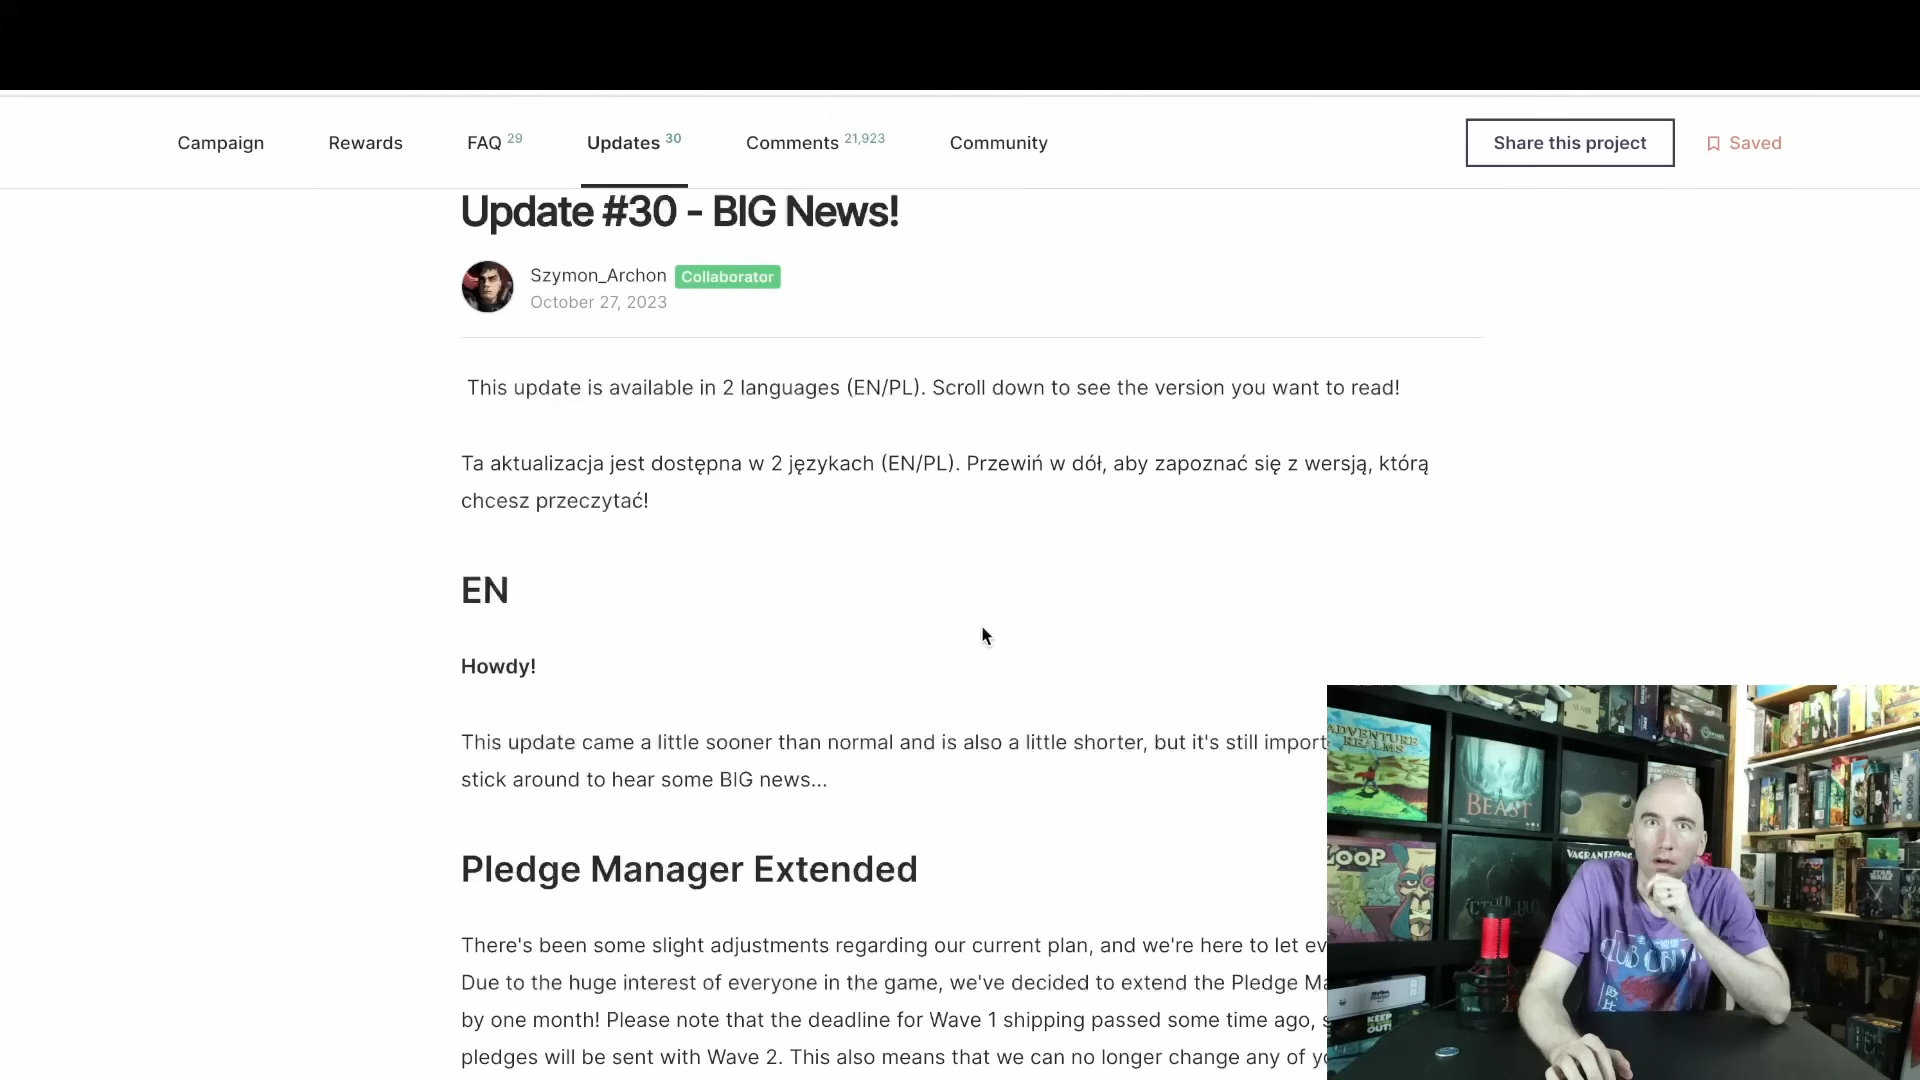 Campaign Rewards FAQ 29 Updates 30 Comments 21,923 Community Share this project Saved
Update #30 - BIG News!
Szymon_Archon Collaborator
October 27, 2023
This update is available in 2 languages (EN/PL). Scroll down to see the version you want to read!
Ta aktualizacja jest dostępna w 2 językach (EN/PL). Przewiń w dół, aby zapoznać się z wersją, którą
chcesz przeczytać!
EN
Howdy!
This update came a little sooner than normal and is also a little shorter, but it's still import
stick around to hear some BIG news...
Pledge Manager Extended
There's been some slight adjustments regarding our current plan, and we're here to let ev
Due to the huge interest of everyone in the game, we've decided to extend the Pledge Ma
by one month! Please note that the deadline for Wave 1 shipping passed some time ago, s
pledges will be sent with Wave 2. This also means that we can no longer change any of yo
ADVENTURE
REALMS
BEAST
VAGRANTSONG
LOOP
CTHULHU
STAR
WARS
KEEP
OUT!